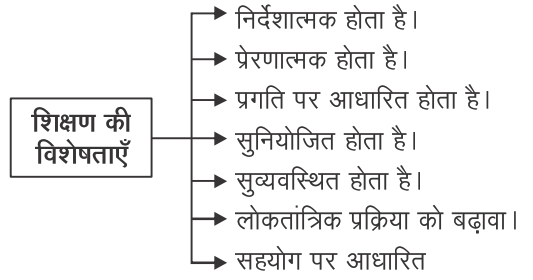 शिक्षण की
विशेषताएँ
निर्देशात्मक होता है।
प्रेरणात्मक होता है।
प्रगति पर आधारित होता है।
सुनियोजित होता है।
सुव्यवस्थित होता है।
लोकतांत्रिक प्रक्रिया को बढ़ावा।
सहयोग पर आधारित